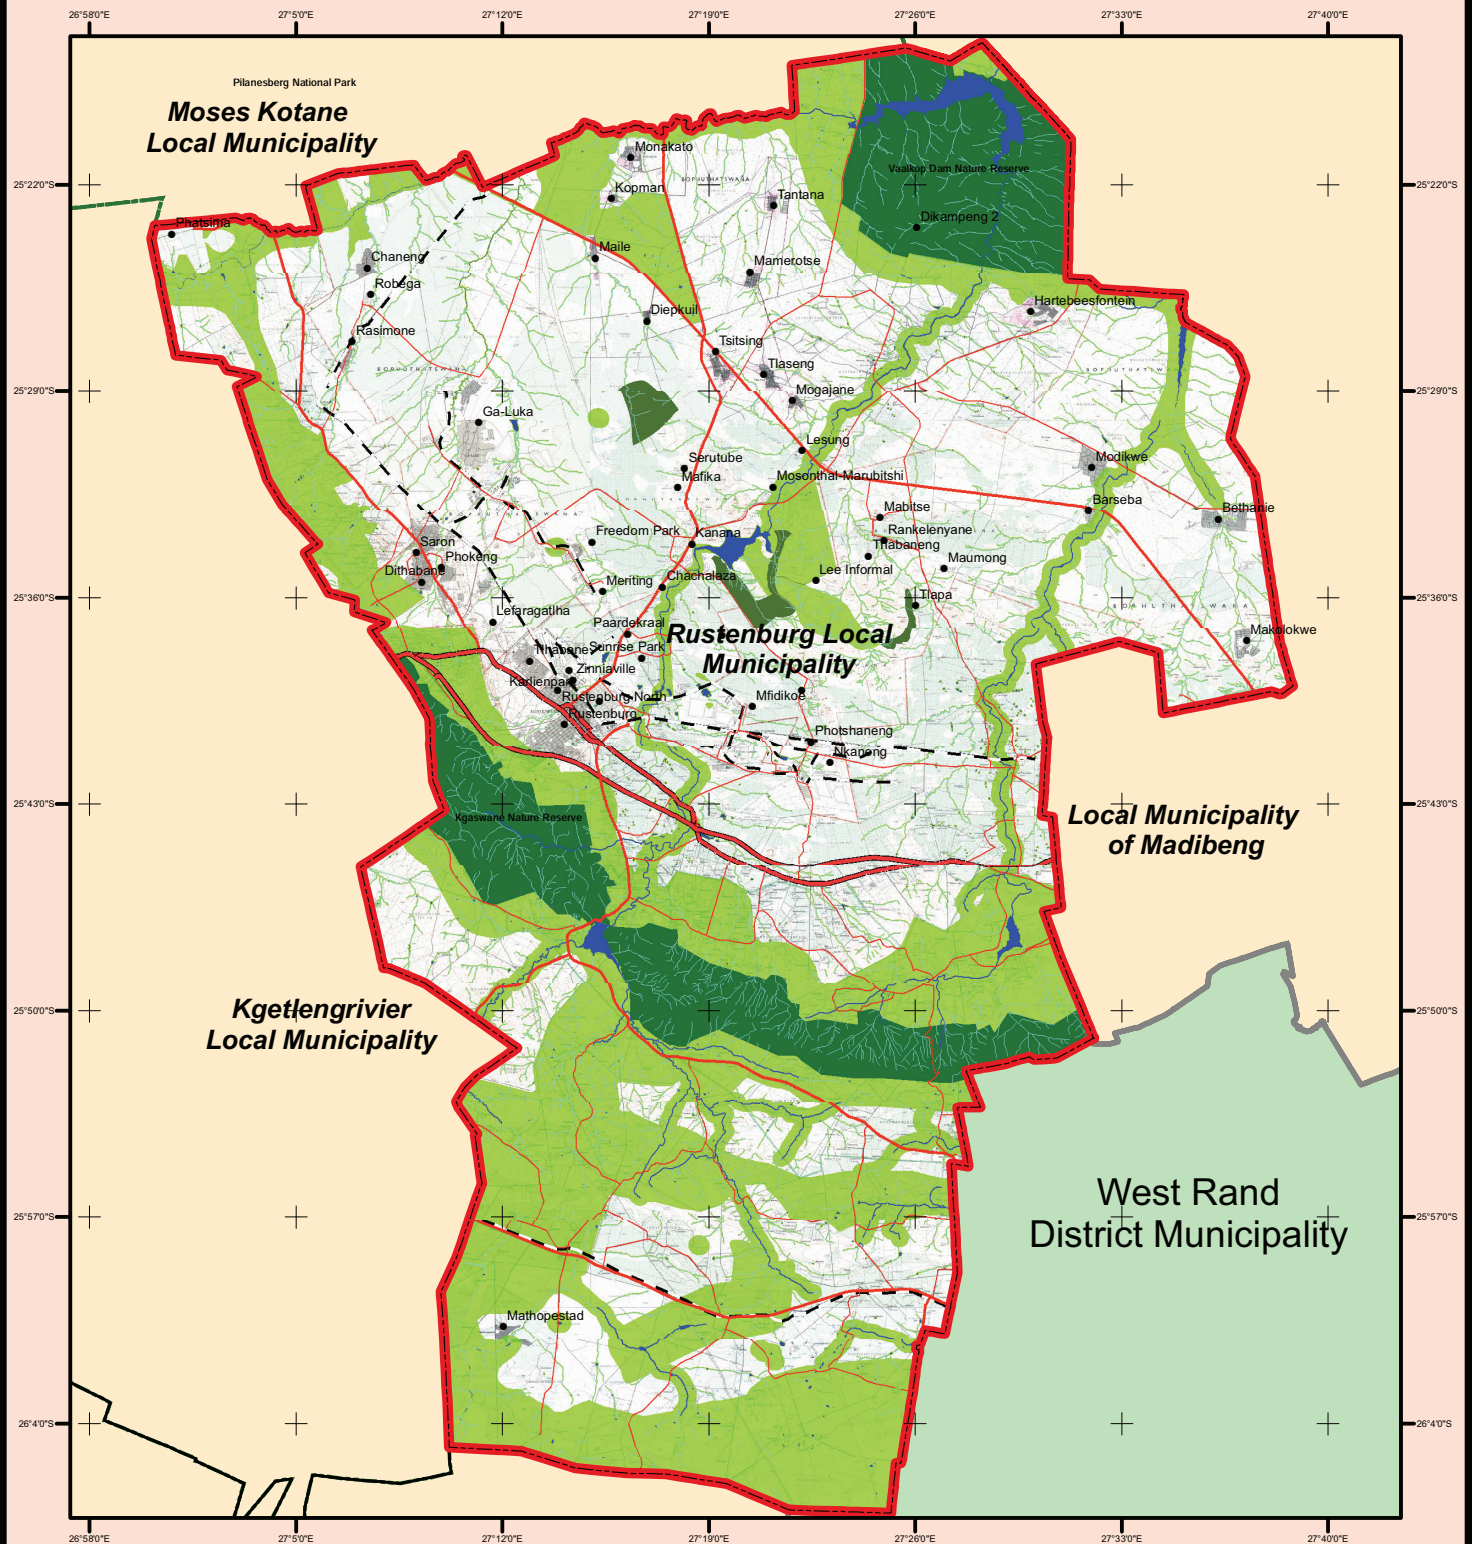 26°58'0"E
27°5'0"E
27°12'0"E
27°19'0"E
27°26'0"E
27°33'0"E
27°40'0"E
Pilanesberg National Park
Moses Kotane
Local Municipality
Monakato
BOPHUTHATSWANA
Vaalkop Dam Nature Reserve
25°22'0"S
25°22'0"S
Kopman
Tantana
Dikampeng 2
Phatsima
Maile
Chaneng
Mamerotse
Robega
Hartebeesfontein
Diepkuil
Rasimone
Tsitsing
BOPHUTHATSWANA
Tlaseng
25°29'0"S
25°29'0"S
Mogajane
Ga-Luka
Lesung
Serutube
Modikwe
Mafika
Mosonthal-Marubitshi
Barseba
Mabitse
Bethanie
Freedom Park
Kanana
Rankelenyane
Saron
Thabaneng
Phokeng
Maumong
Dithabane
Meriting
Chachalaza
Lee Informal
25°36'0"S
25°36'0"S
Tlapa
BOPHUTHATSWANA
Lefaragatlha
Paardekraal
Makolokwe
Rustenburg Local
Municipality
Thabane
Sunrise Park
Zinniaville
Karlienpark
Rustenburg North
Mfidikoe
Rustenburg
Photshaneng
Nkaneng
25°43'0"S
25°43'0"S
Kgaswane Nature Reserve
Local Municipality
of Madibeng
Kgetlengrivier
Local Municipality
25°50'0"S
25°50'0"S
West Rand
District Municipality
25°57'0"S
25°57'0"S
Mathopestad
26°4'0"S
26°4'0"S
26°58'0"E
27°5'0"E
27°12'0"E
27°19'0"E
27°26'0"E
27°33'0"E
27°40'0"E